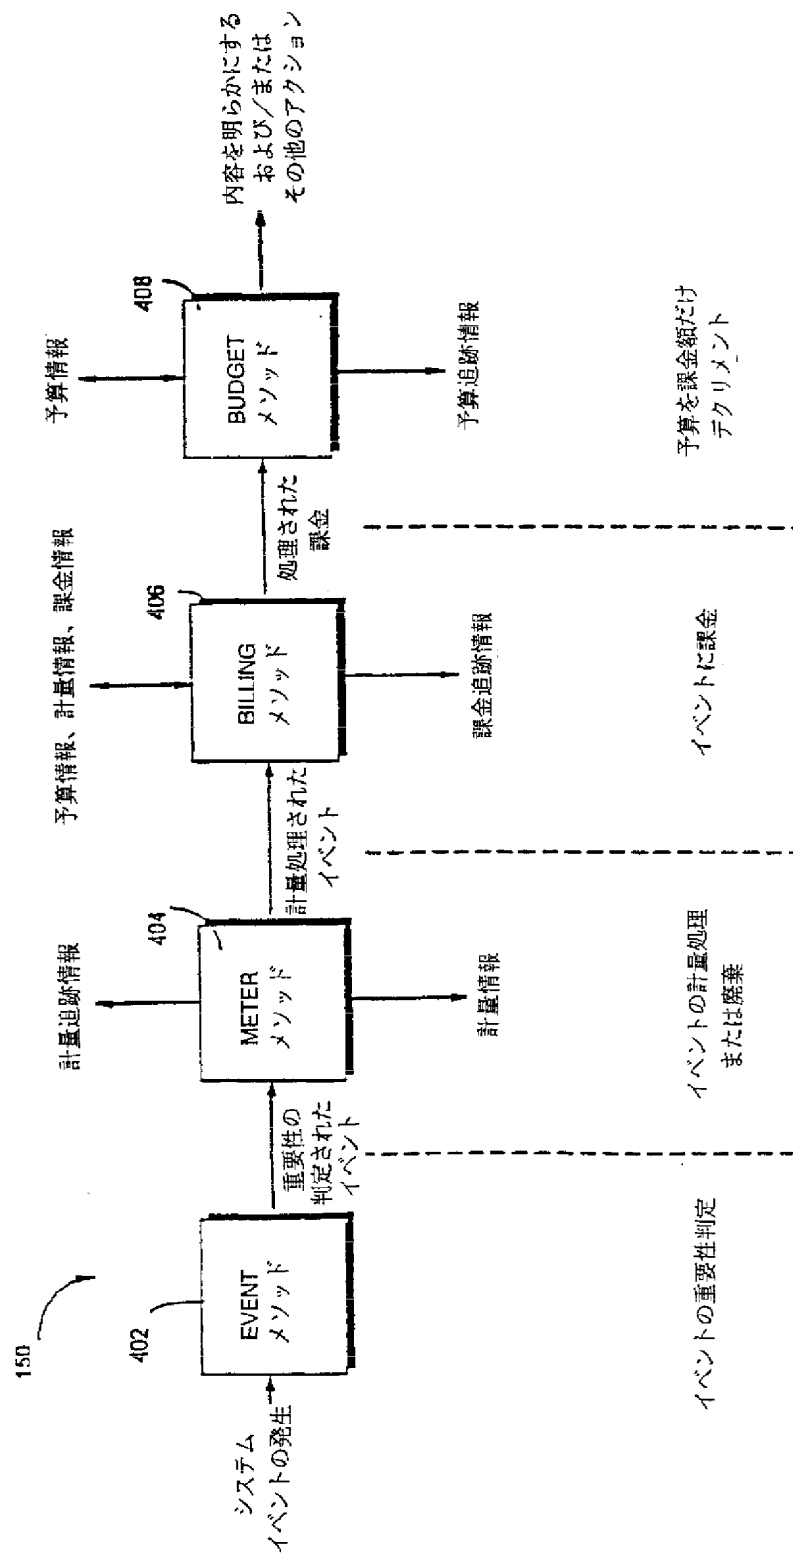 150
システム
イベントの発生
402
EVENT
メソッド
重要性の
判定された
イベント
計量追跡情報
404
METER
メソッド
計量情報
計量処理された
イベント
予算情報、計量情報、課金情報
406
BILLING
メソッド
課金追跡情報
処理された
課金
予算情報
408
BUDGET
メソッド
予算追跡情報
内容を明らかにする
および/または
その他のアクション
イベントの重要性判定
イベントの計量処理
または廃棄
イベントに課金
予算を課金額だけ
デクリメント